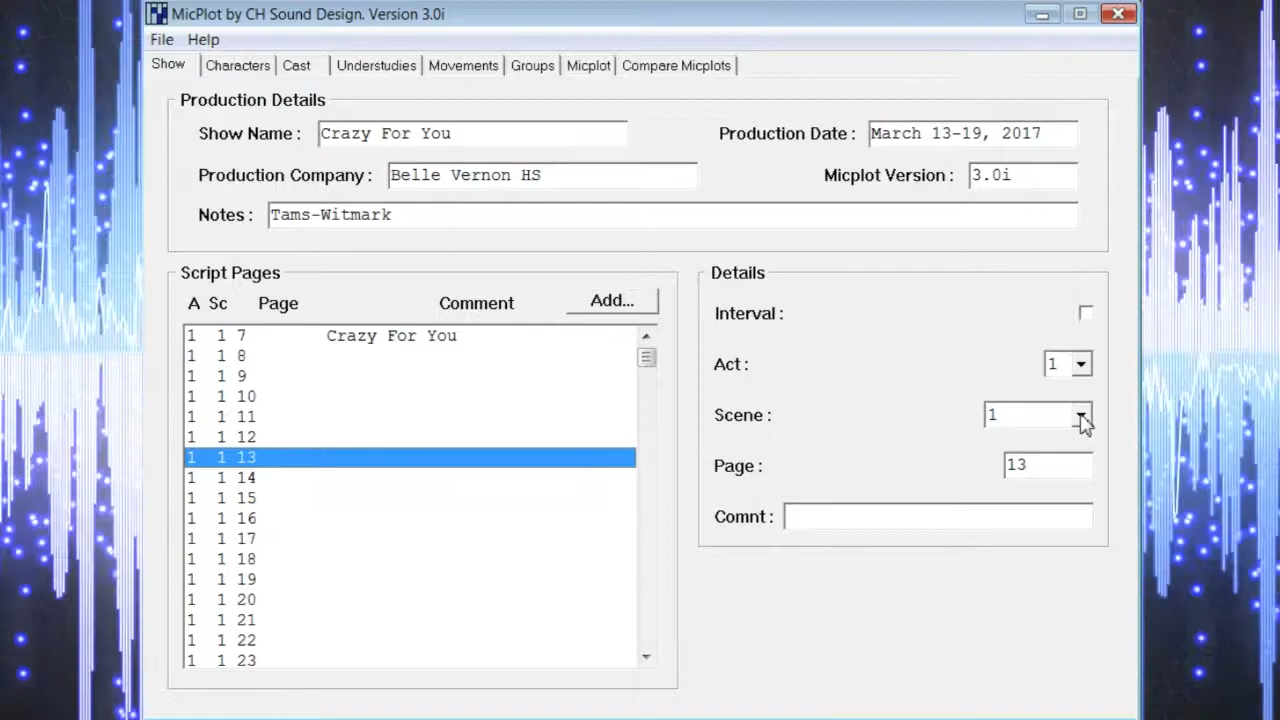 MicPlot by CH Sound Design. Version 3.0i
File Help
Show Characters Cast Understudies Movements Groups Micplot Compare Micplots
Production Details
Show Name : Crazy For You Production Date : March 13-19, 2017
Production Company : Belle Vernon HS Micplot Version : 3.0i
Notes : Tams-Witmark
Script Pages
A Sc Page Comment Add...
1 1 7 Crazy For You
1 1 8
1 1 9
1 1 10
1 1 11
1 1 12
1 1 13
1 1 14
1 1 15
1 1 16
1 1 17
1 1 18
1 1 19
1 1 20
1 1 21
1 1 22
1 1 23
Details
Interval :
Act : 1
Scene : 1
Page : 13
Comnt :